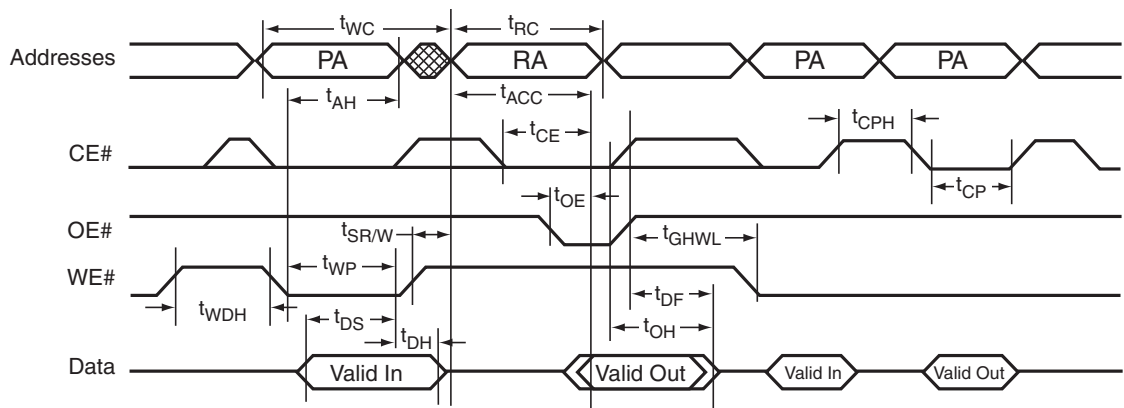 tWC tRC
Addresses PA RA PA PA
tAH tACC
tCPH
CE# tCE
tOE tCP
OE# tSR/W tGHWL
WE# tWP
tWDH tDF
tDS tOH
tDH
Data Valid In Valid Out Valid In Valid Out